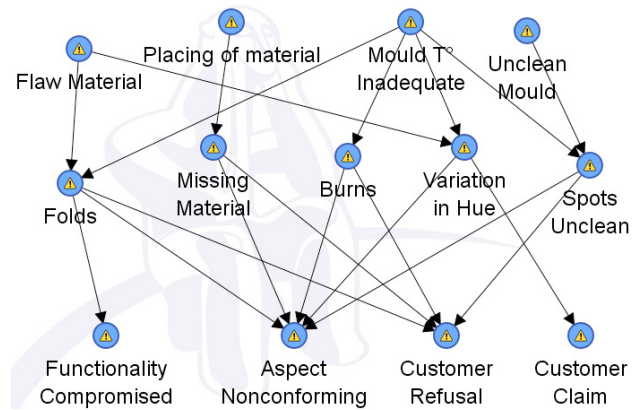 Flaw Material
Placing of material
Mould T°
Inadequate
Unclean
Mould
Folds
Missing
Material
Burns
Variation
in Hue
Spots
Unclean
Functionality
Compromised
Aspect
Nonconforming
Customer
Refusal
Customer
Claim